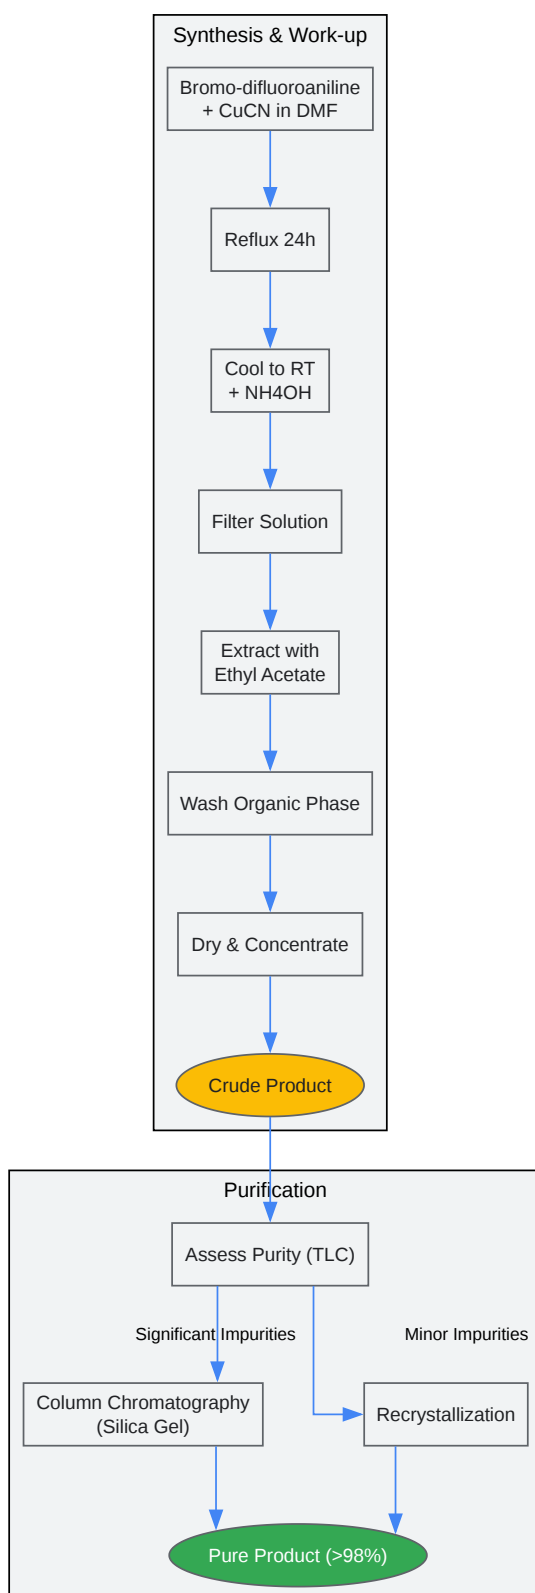 Synthesis & Work-up
Bromo-difluoroaniline
+ CuCN in DMF
Reflux 24h
Cool to RT
+ NH4OH
Filter Solution
Extract with
Ethyl Acetate
Wash Organic Phase
Dry & Concentrate
Crude Product
Purification
Assess Purity (TLC)
Significant Impurities
Minor Impurities
Column Chromatography
(Silica Gel)
Recrystallization
Pure Product (>98%)